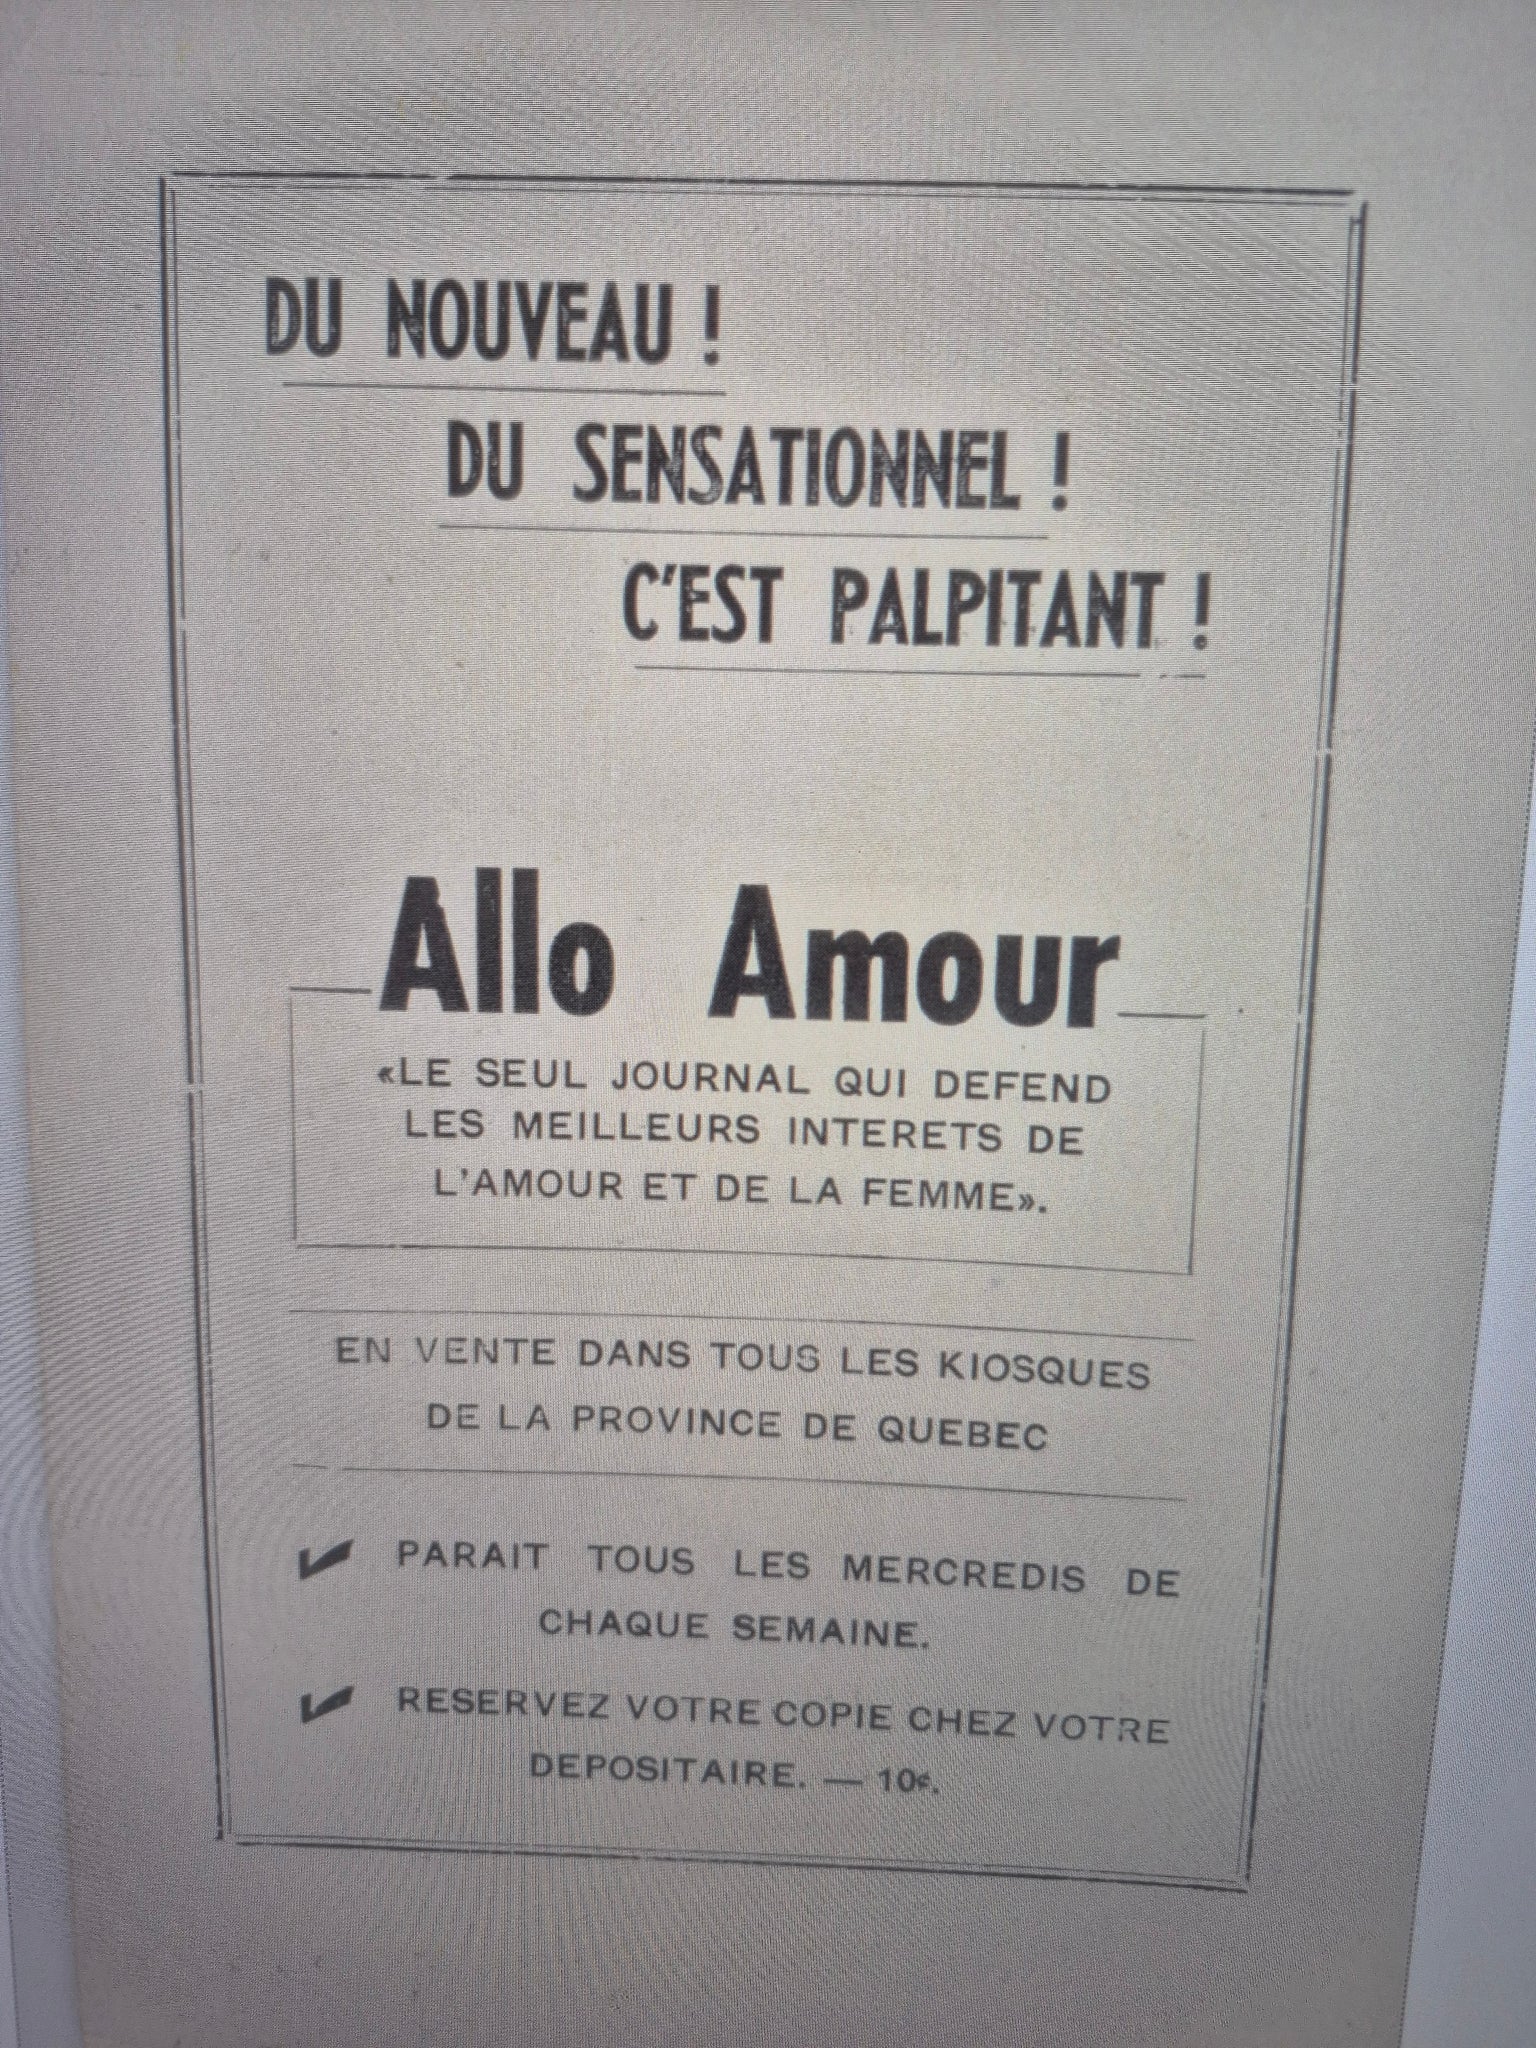 DU NOUVEAU !
DU SENSATIONNEL !
C'EST PALPITANT !
Allo Amour
«LE SEUL JOURNAL QUI DEFEND
LES MEILLEURS INTERETS DE
L'AMOUR ET DE LA FEMME».
EN VENTE DANS TOUS LES KIOSQUES
DE LA PROVINCE DE QUEBEC
PARAIT TOUS LES MERCREDIS DE
CHAQUE SEMAINE.
RESERVEZ VOTRE COPIE CHEZ VOTRE
DEPOSITAIRE. — 10¢.